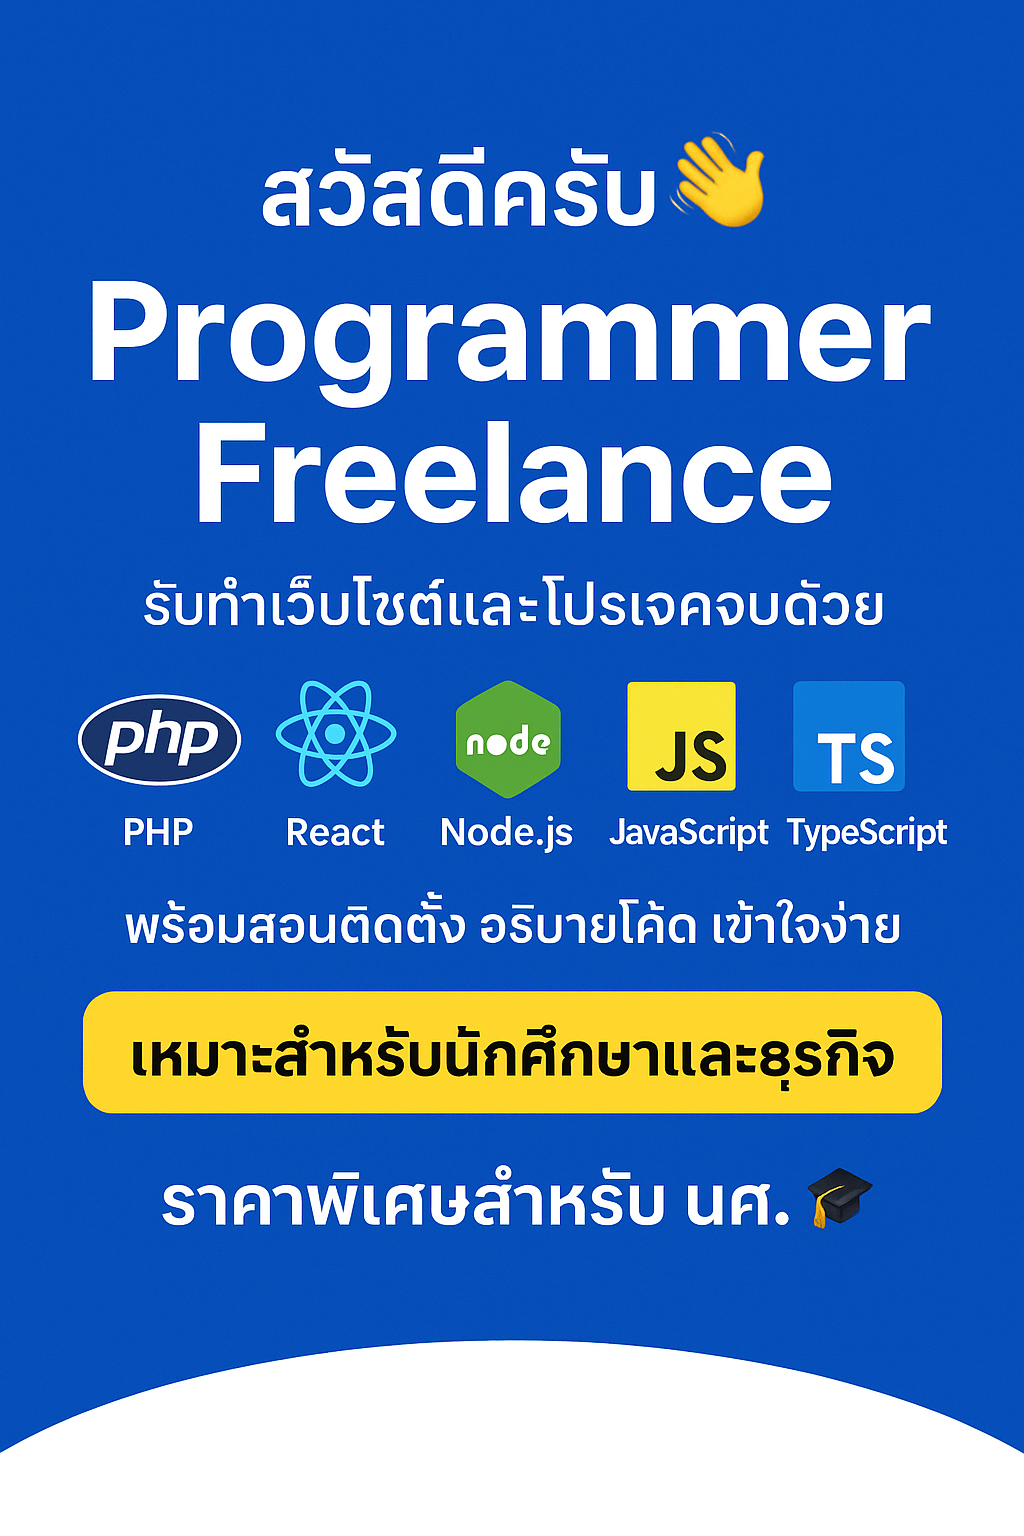 สวัสดีครับ 👋
Programmer
Freelance
รับทำเว็บไซต์และโปรเจคจบด้วย
php node JS TS
PHP React Node.js JavaScript TypeScript
พร้อมสอนติดตั้ง อริบายโค้ด เข้าใจง่าย
เหมาะสำหรับนักศึกษาและธุรกิจ
ราคาพิเศษสำหรับ นศ. 🎓